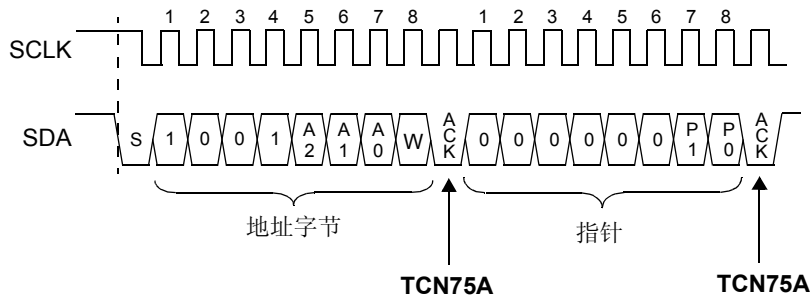 1 2 3 4 5 6 7 8 1 2 3 4 5 6 7 8
SCLK
SDA S 1 0 0 1 A2 A1 A0 W ACK 0 0 0 0 0 0 P1 P0 ACK
地址字节 指针
TCN75A TCN75A